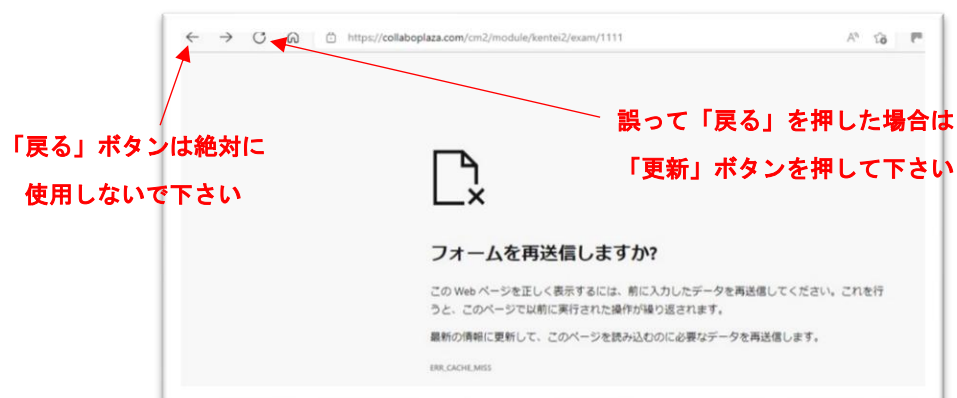 https://collaboplaza.com/cm2/module/kentei2/exam/1111
誤って「戻る」を押した場合は
「更新」ボタンを押して下さい
「戻る」ボタンは絶対に
使用しないで下さい
フォームを再送信しますか?
この Web ページを正しく表示するには、前に入力したデータを再送信してください。これを行
うと、このページで以前に実行された操作が繰り返されます。
最新の情報に更新して、このページを読み込むのに必要なデータを再送信します。
ERR_CACHE_MISS